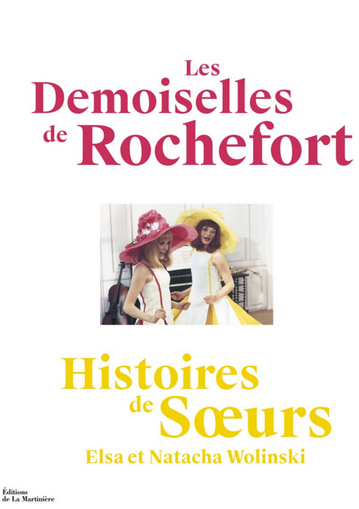 Les
Demoiselles
de Rochefort
Histoires
de Sœurs
Elsa et Natacha Wolinski
Éditions
de La Martinière